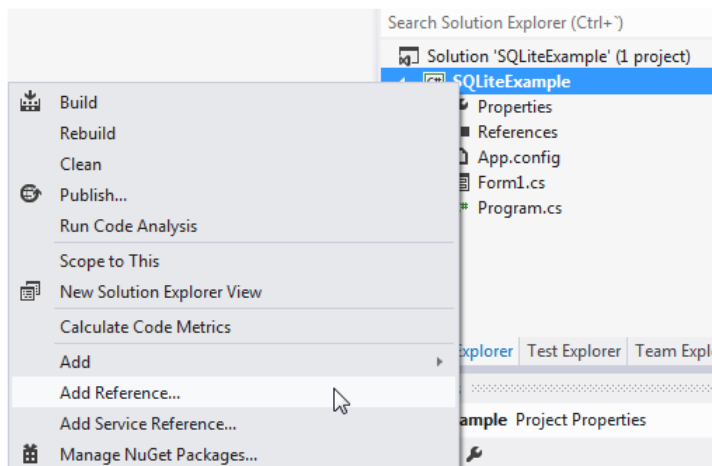 Search Solution Explorer (Ctrl+`)
Solution 'SQLiteExample' (1 project)
C# SQLiteExample
Properties
References
App.config
Form1.cs
Program.cs
Build
Rebuild
Clean
Publish...
Run Code Analysis
Scope to This
New Solution Explorer View
Calculate Code Metrics
Add
Add Reference...
Add Service Reference...
Manage NuGet Packages...
Explorer Test Explorer Team Expl
ample Project Properties